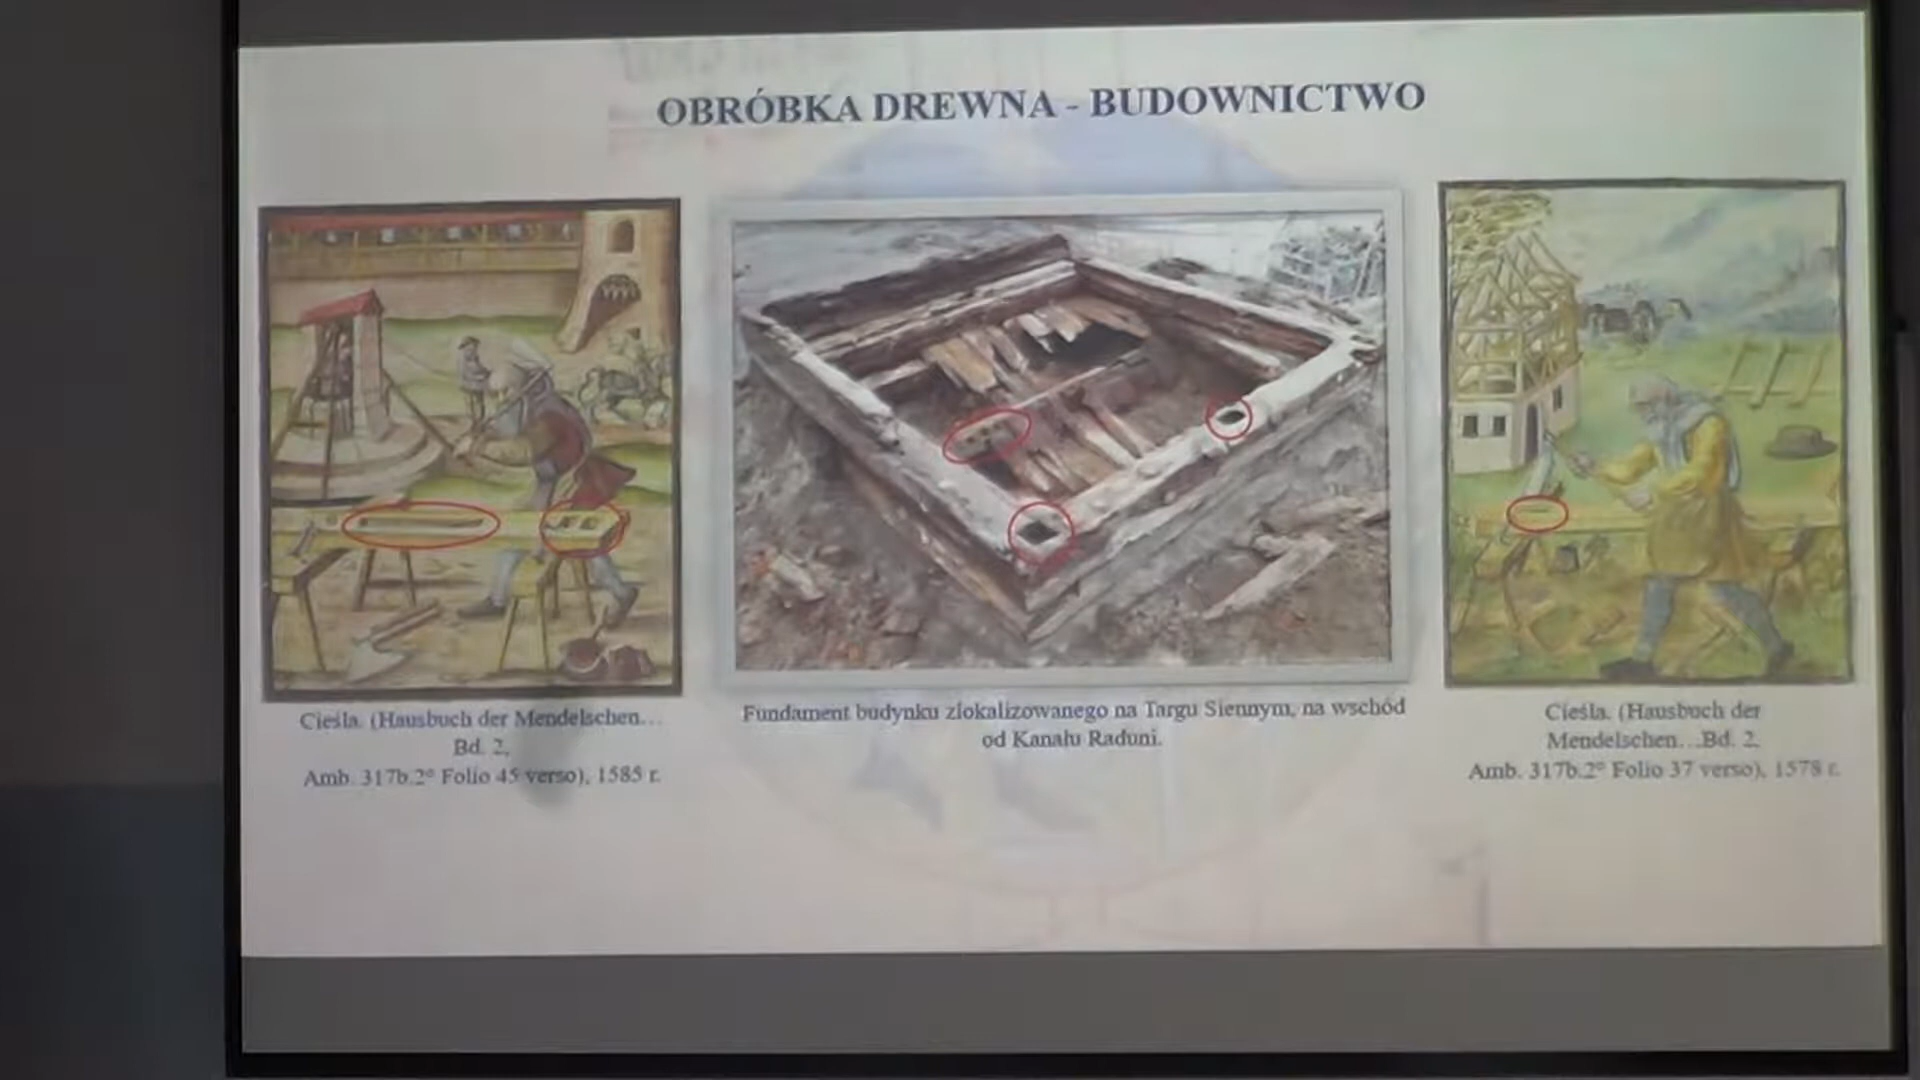 OBRÓBKA DREWNA - BUDOWNICTWO
Cieśla. (Hausbuch der Mendelschen…
Bd. 2,
Amb. 317b.2° Folio 45 verso), 1585 r.
Fundament budynku zlokalizowanego na Targu Siennym, na wschód
od Kanału Raduni.
Cieśla. (Hausbuch der
Mendelschen…Bd. 2,
Amb. 317b.2° Folio 37 verso), 1578 r.